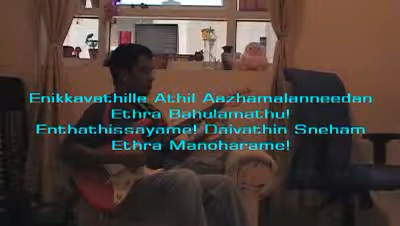 Enikkavathille Athil Aazhamalanneedan
Ethra Bahulamathu!
Enthathissayame! Daivathin Sneham
Ethra Manoharame!